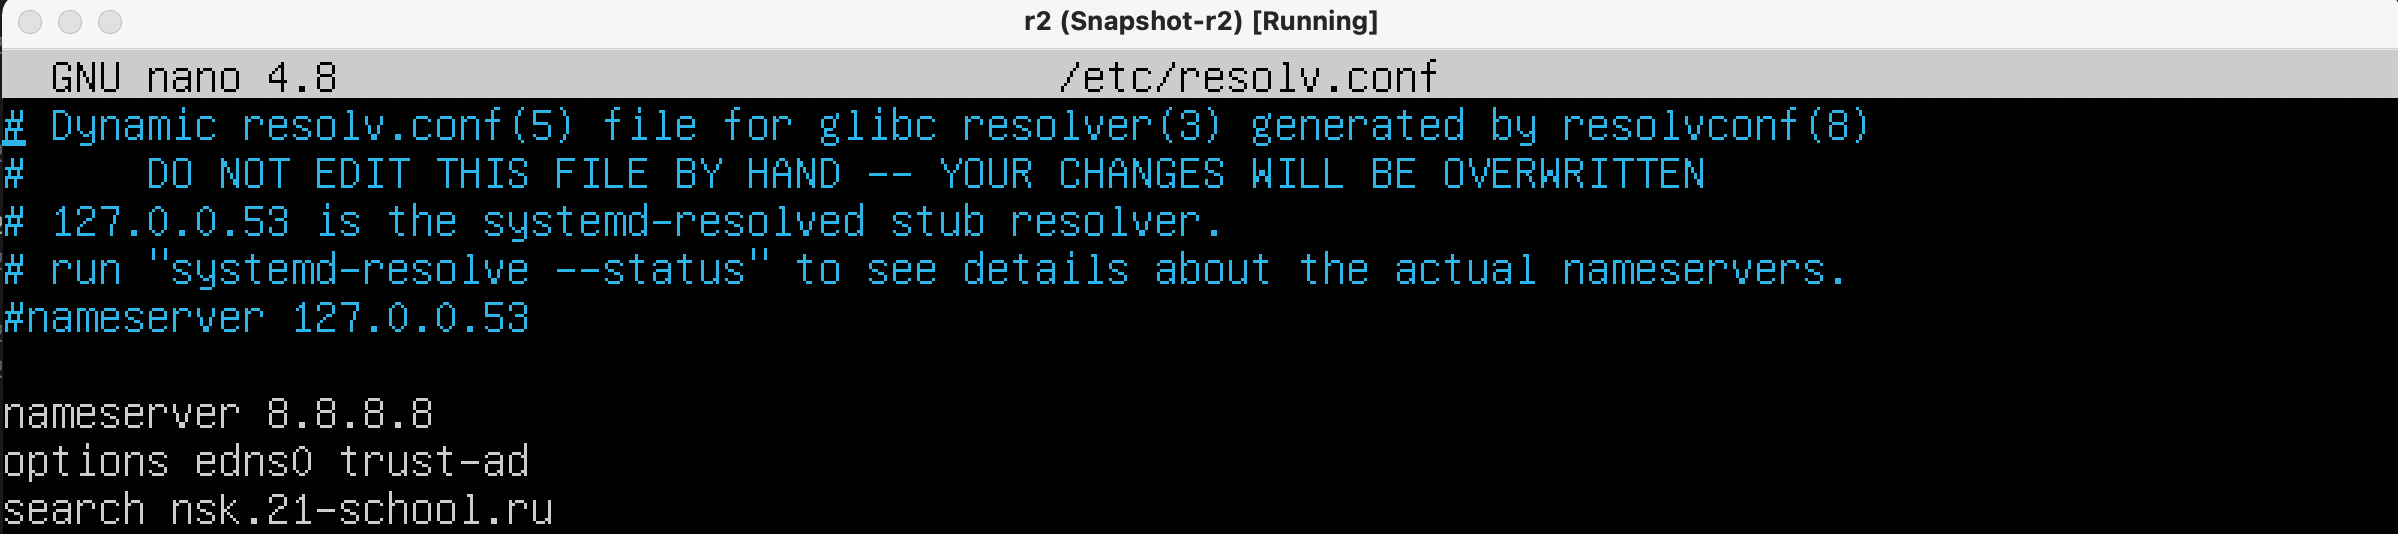 r2 (Snapshot-r2) [Running]
GNU nano 4.8 /etc/resolv.conf
# Dynamic resolv.conf(5) file for glibc resolver(3) generated by resolvconf(8)
#     DO NOT EDIT THIS FILE BY HAND -- YOUR CHANGES WILL BE OVERWRITTEN
# 127.0.0.53 is the systemd-resolved stub resolver.
# run "systemd-resolve --status" to see details about the actual nameservers.
#nameserver 127.0.0.53
nameserver 8.8.8.8
options edns0 trust-ad
search nsk.21-school.ru